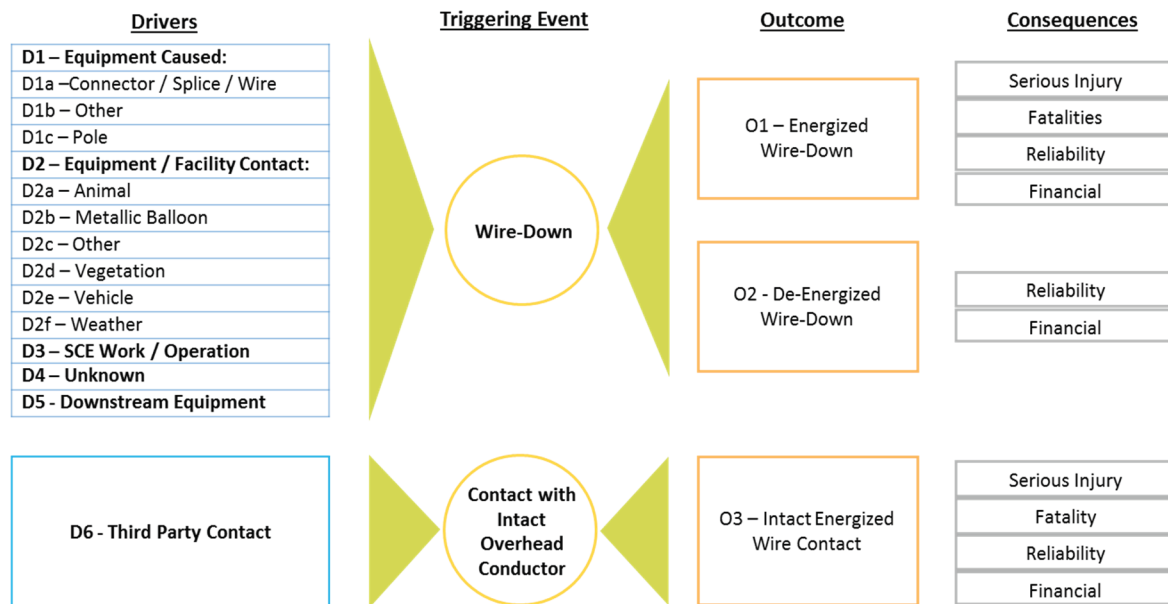 Drivers
Triggering Event
Outcome
Consequences
D1 – Equipment Caused:
D1a –Connector / Splice / Wire
D1b – Other
D1c – Pole
D2 – Equipment / Facility Contact:
D2a – Animal
D2b – Metallic Balloon
D2c – Other
D2d – Vegetation
D2e – Vehicle
D2f – Weather
D3 – SCE Work / Operation
D4 – Unknown
D5 - Downstream Equipment
Wire-Down
O1 – Energized
Wire-Down
Serious Injury
Fatalities
Reliability
Financial
O2 - De-Energized
Wire-Down
Reliability
Financial
D6 - Third Party Contact
Contact with
Intact
Overhead
Conductor
O3 – Intact Energized
Wire Contact
Serious Injury
Fatality
Reliability
Financial